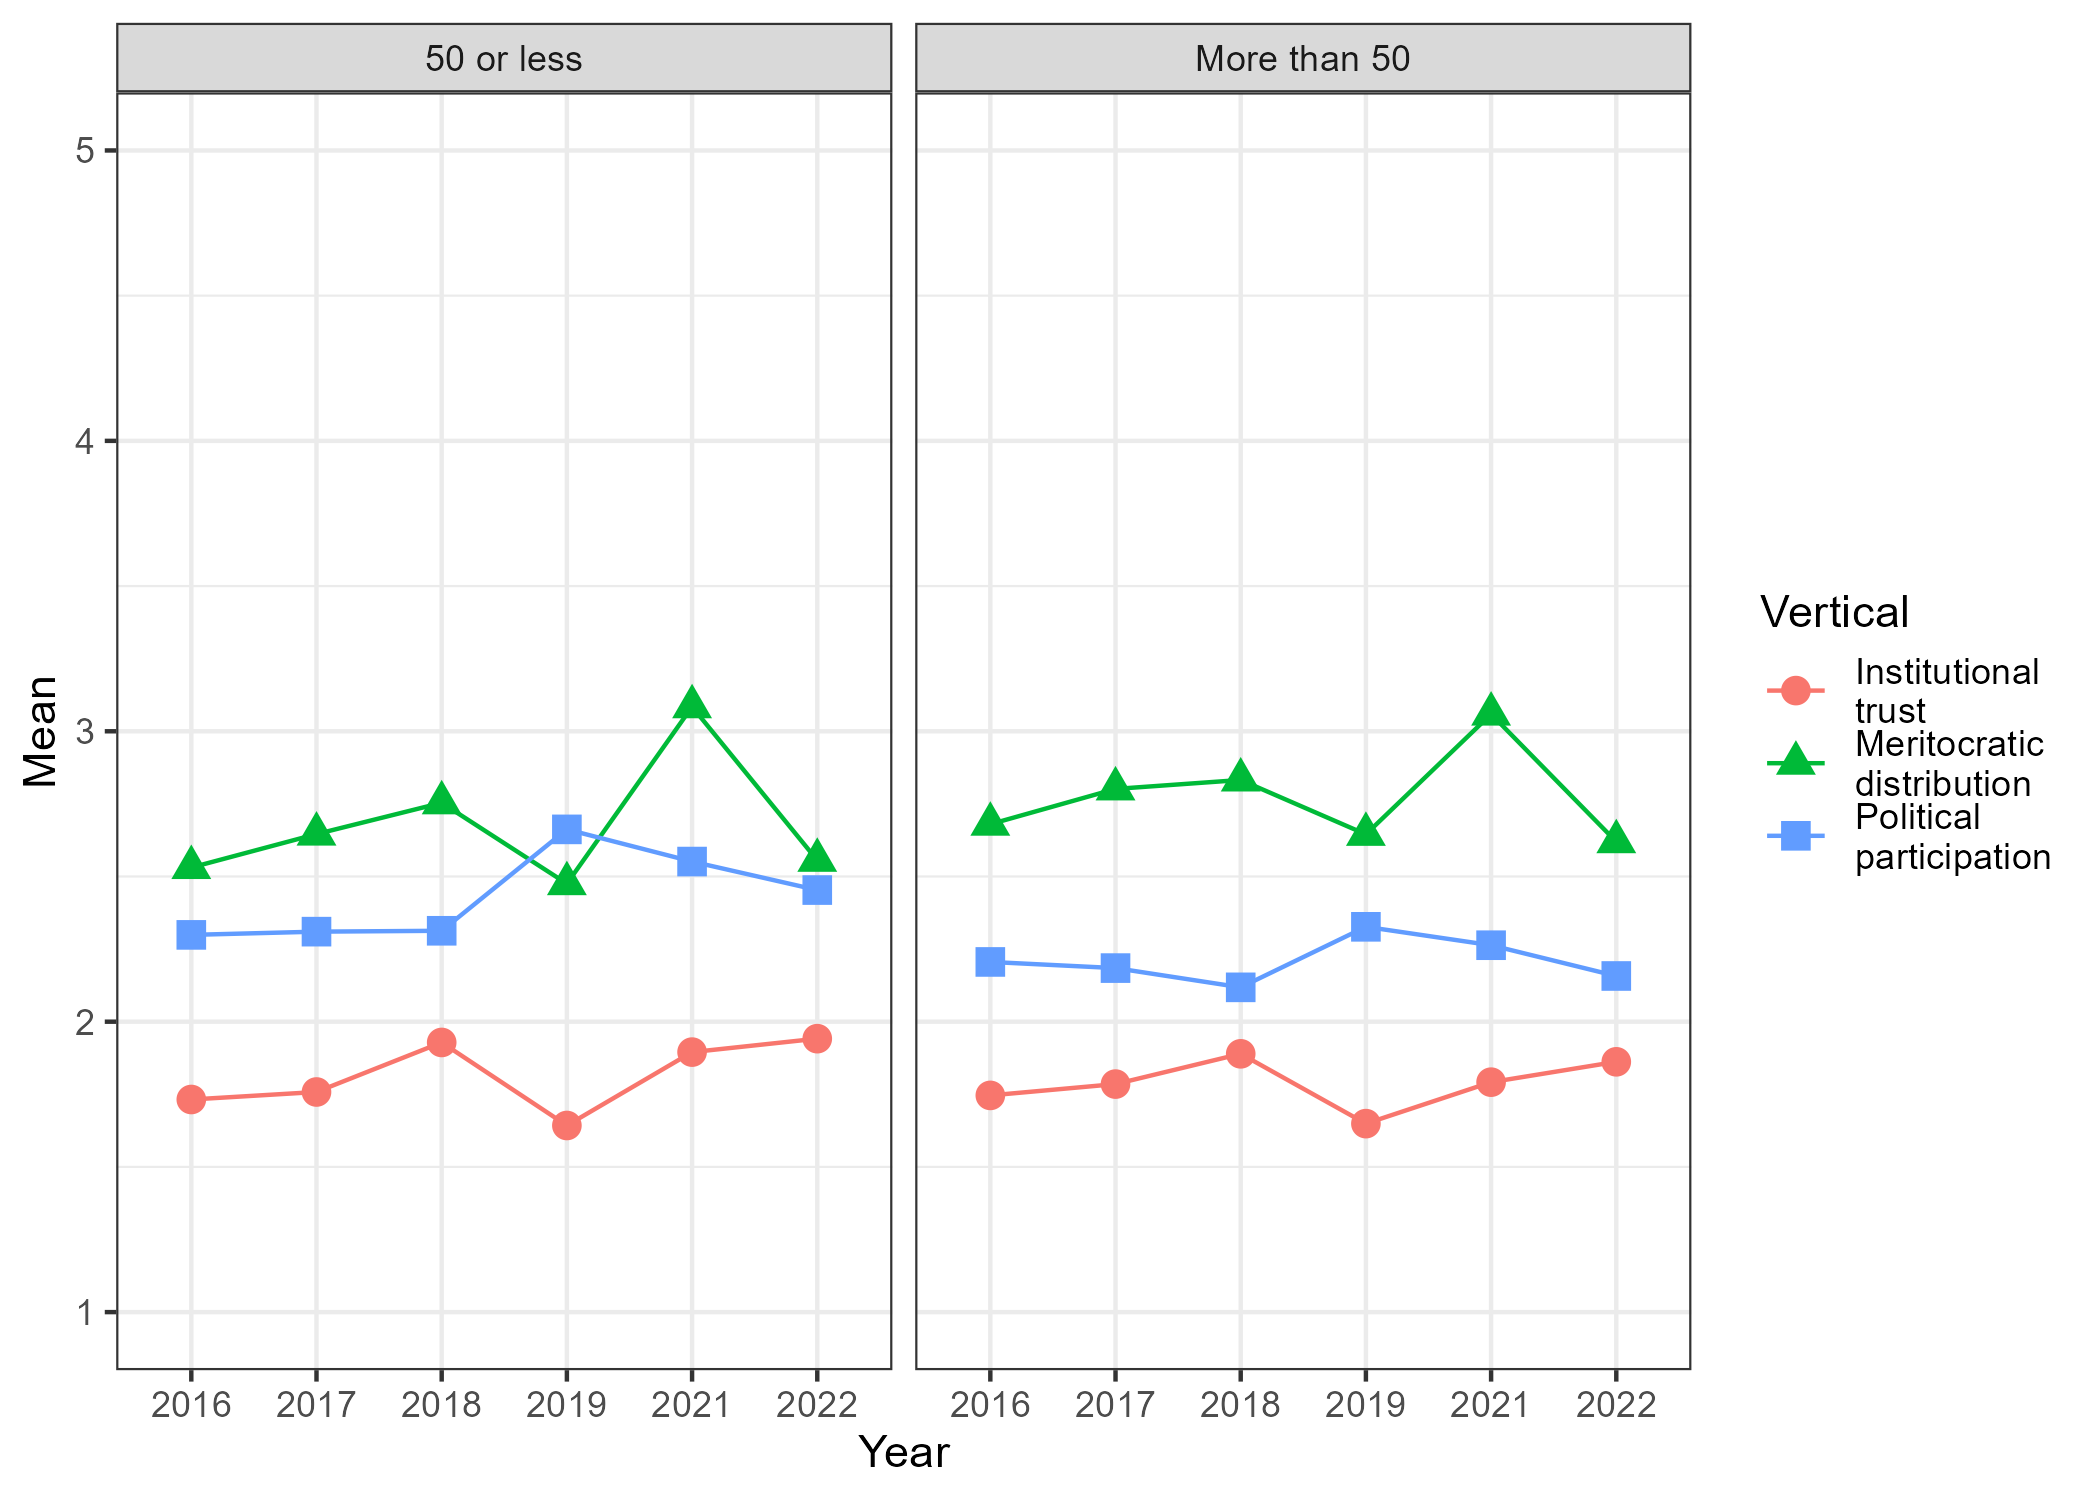 50 or less
More than 50
5
4
3
2
1
Mean
2016 2017 2018 2019 2021 2022
2016 2017 2018 2019 2021 2022
Year
Vertical
Institutional
trust
Meritocratic
distribution
Political
participation